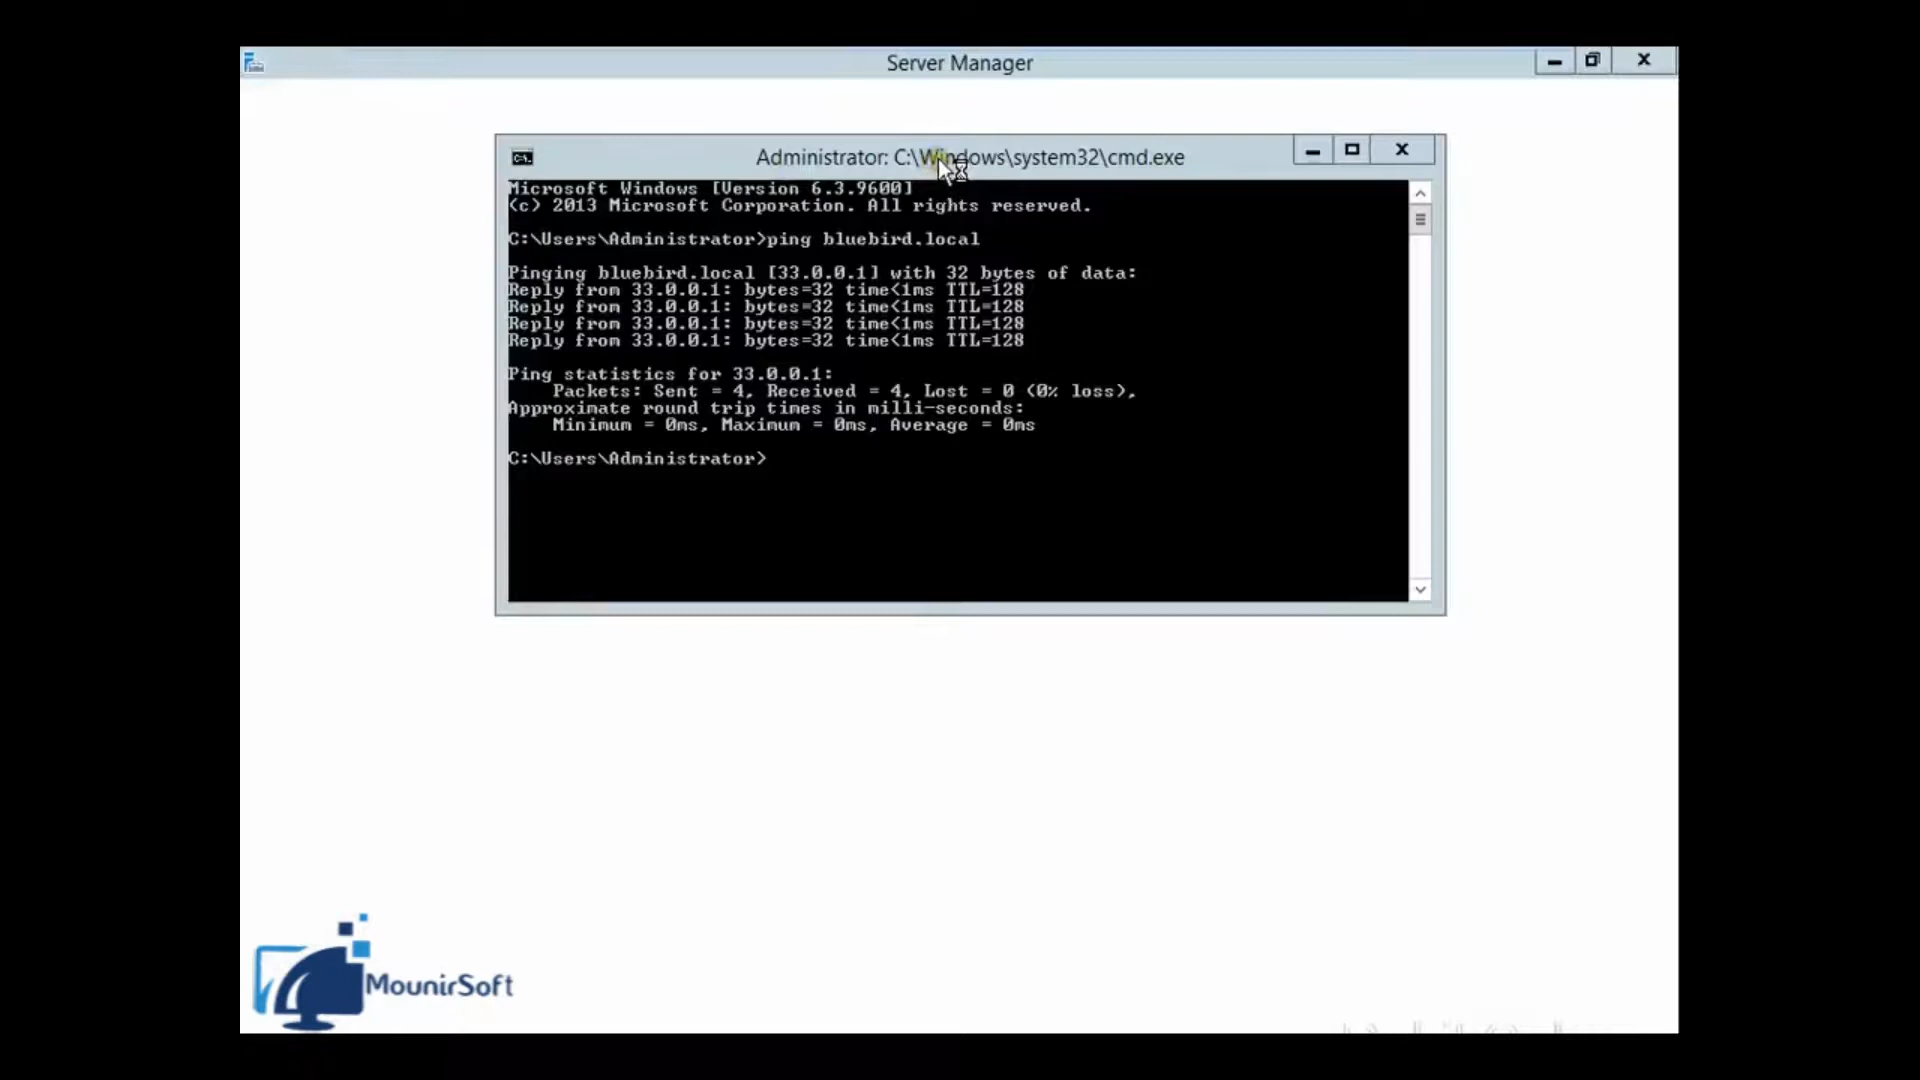 Server Manager
Administrator: C:\Windows\system32\cmd.exe
Microsoft Windows [Version 6.3.9600]
(c) 2013 Microsoft Corporation. All rights reserved.
C:\Users\Administrator>ping bluebird.local
Pinging bluebird.local [33.0.0.1] with 32 bytes of data:
Reply from 33.0.0.1: bytes=32 time<1ms TTL=128
Reply from 33.0.0.1: bytes=32 time<1ms TTL=128
Reply from 33.0.0.1: bytes=32 time<1ms TTL=128
Reply from 33.0.0.1: bytes=32 time<1ms TTL=128
Ping statistics for 33.0.0.1:
Packets: Sent = 4, Received = 4, Lost = 0 (0% loss),
Approximate round trip times in milli-seconds:
Minimum = 0ms, Maximum = 0ms, Average = 0ms
C:\Users\Administrator>
MounirSoft